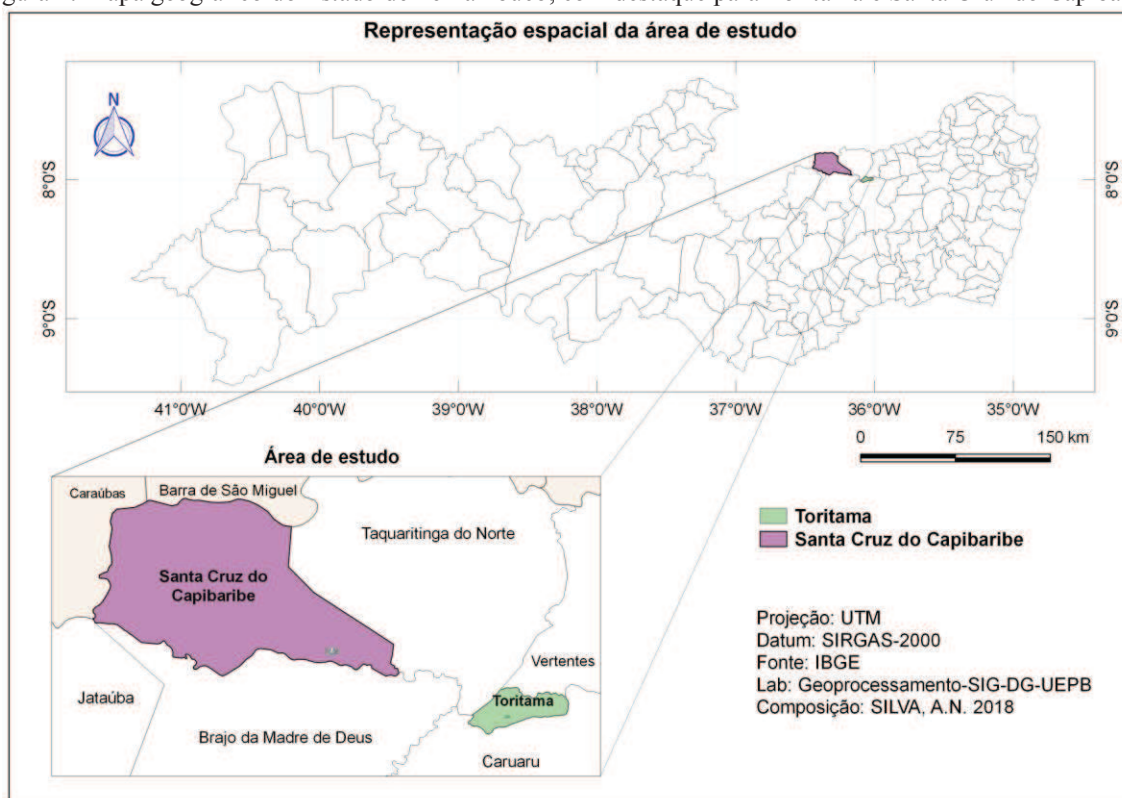 Representação espacial da área de estudo
N
8°0'S
8°0'S
9°0'S
9°0'S
41°0'W 40°0'W 39°0'W 38°0'W 37°0'W 36°0'W 35°0'W
0 75 150 km
Área de estudo
Caraúbas
Barra de São Miguel
Taquaritinga do Norte
Santa Cruz do
Capibaribe
Vertentes
Jataúba
Toritama
Brajo da Madre de Deus
Caruaru
Toritama
Santa Cruz do Capibaribe
Projeção: UTM
Datum: SIRGAS-2000
Fonte: IBGE
Lab: Geoprocessamento-SIG-DG-UEPB
Composição: SILVA, A.N. 2018